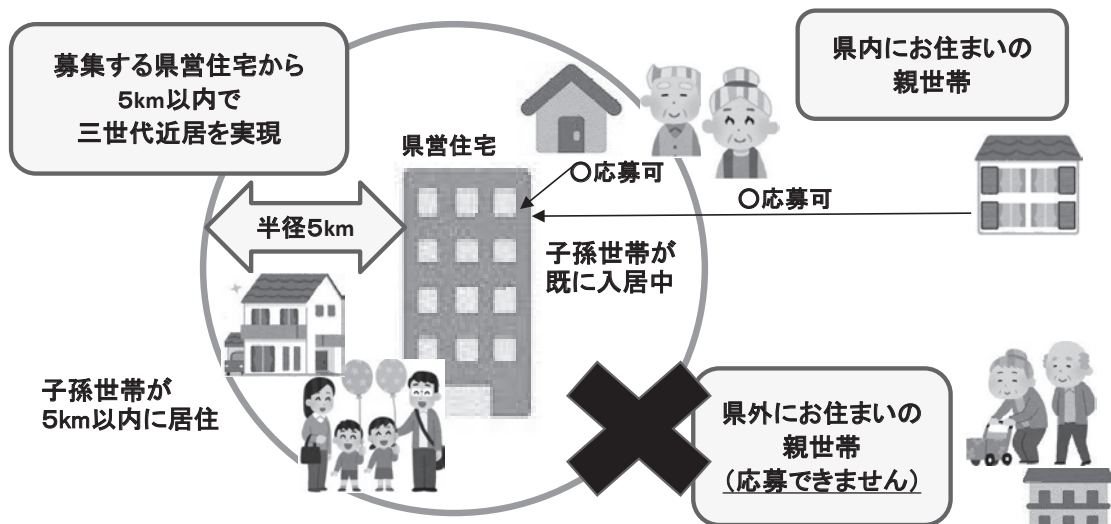 募集する県営住宅から
5km以内で
三世代近居を実現
県内にお住まいの
親世帯
県営住宅
〇応募可
〇応募可
半径5km
子孫世帯が
既に入居中
子孫世帯が
5km以内に居住
県外にお住まいの
親世帯
（応募できません）